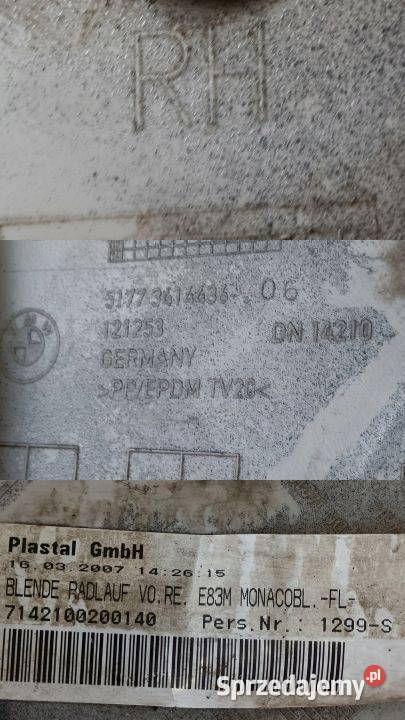 RH
51773414436-.06
121253 DN 14210
GERMANY
>PP/EPDM TV20<
Plastal GmbH
16.03.2007 14:26:15
BLENDE RADLAUF VO.RE. E83M MONACOBL.-FL-
7142100200140 Pers.Nr.: 1299-S
Sprzedajemy.pl